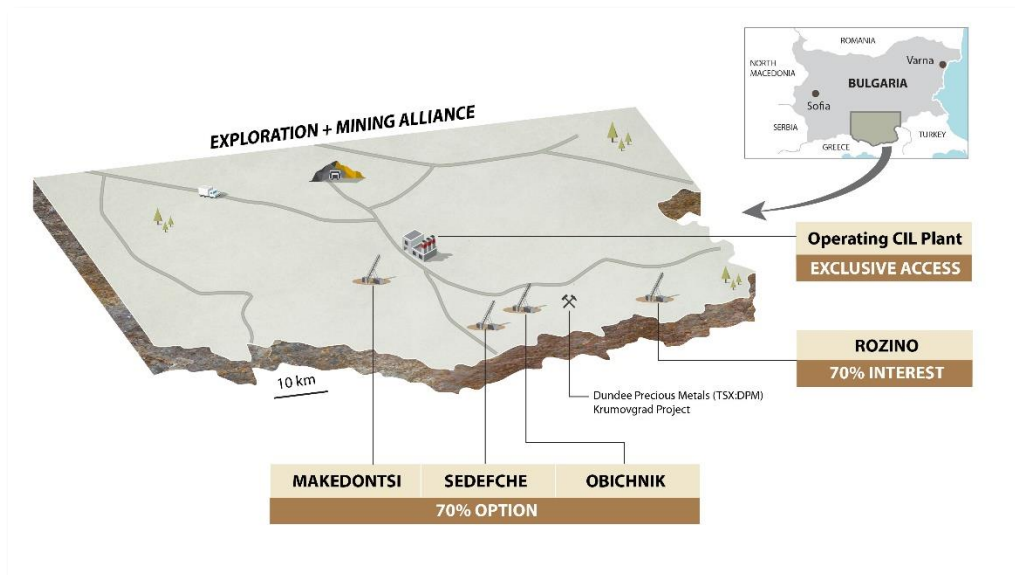 EXPLORATION + MINING ALLIANCE
ROMANIA
NORTH
MACEDONIA
Varna
BULGARIA
Sofia
SERBIA
TURKEY
GREECE
Operating CIL Plant
EXCLUSIVE ACCESS
ROZINO
70% INTEREST
10 km
Dundee Precious Metals (TSX:DPM)
Krumovgrad Project
MAKEDONTSI
SEDEFCHE
OBICHNIK
70% OPTION